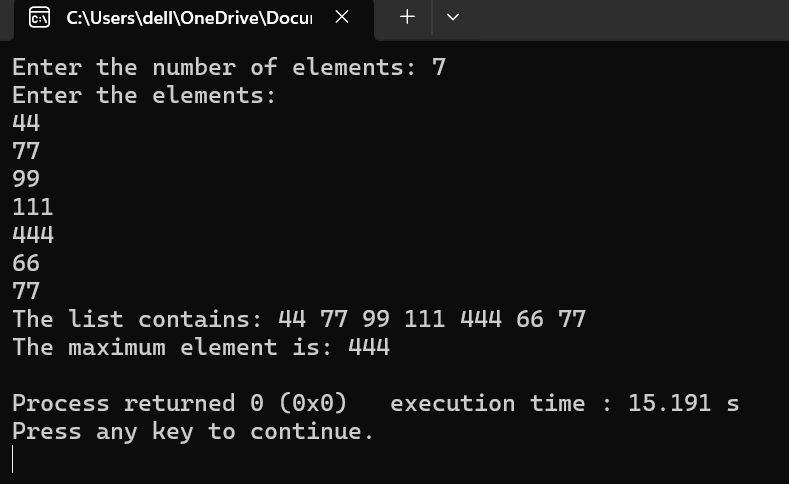 C:\Users\dell\OneDrive\Docu
Enter the number of elements: 7
Enter the elements:
44
77
99
111
444
66
77
The list contains: 44 77 99 111 444 66 77
The maximum element is: 444
Process returned 0 (0x0)   execution time : 15.191 s
Press any key to continue.